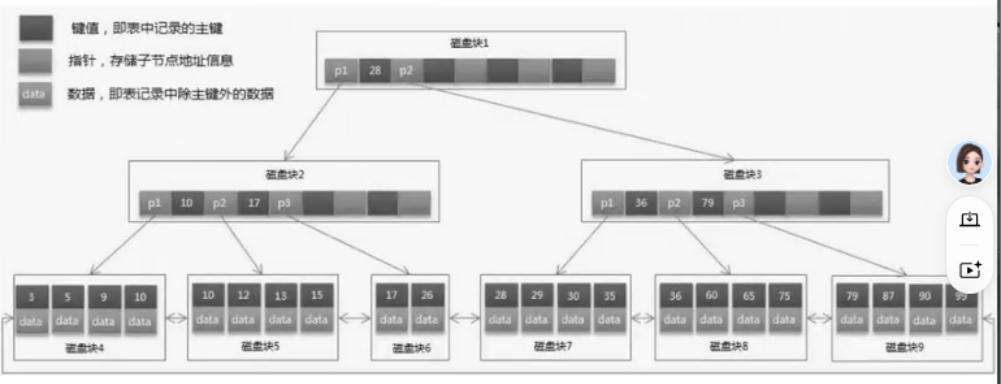 键值，即表中记录的主键
指针，存储子节点地址信息
data 数据，即表记录中除主键外的数据
磁盘块1
p1 28 p2
磁盘块2
p1 10 p2 17 p3
磁盘块3
p1 36 p2 79 p3
3 5 9 10
data data data data
磁盘块4
10 12 13 15
data data data data
磁盘块5
17 26
data data
磁盘块6
28 29 30 35
data data data data
磁盘块7
36 60 65 75
data data data data
磁盘块8
79 87 90 99
data data data data
磁盘块9